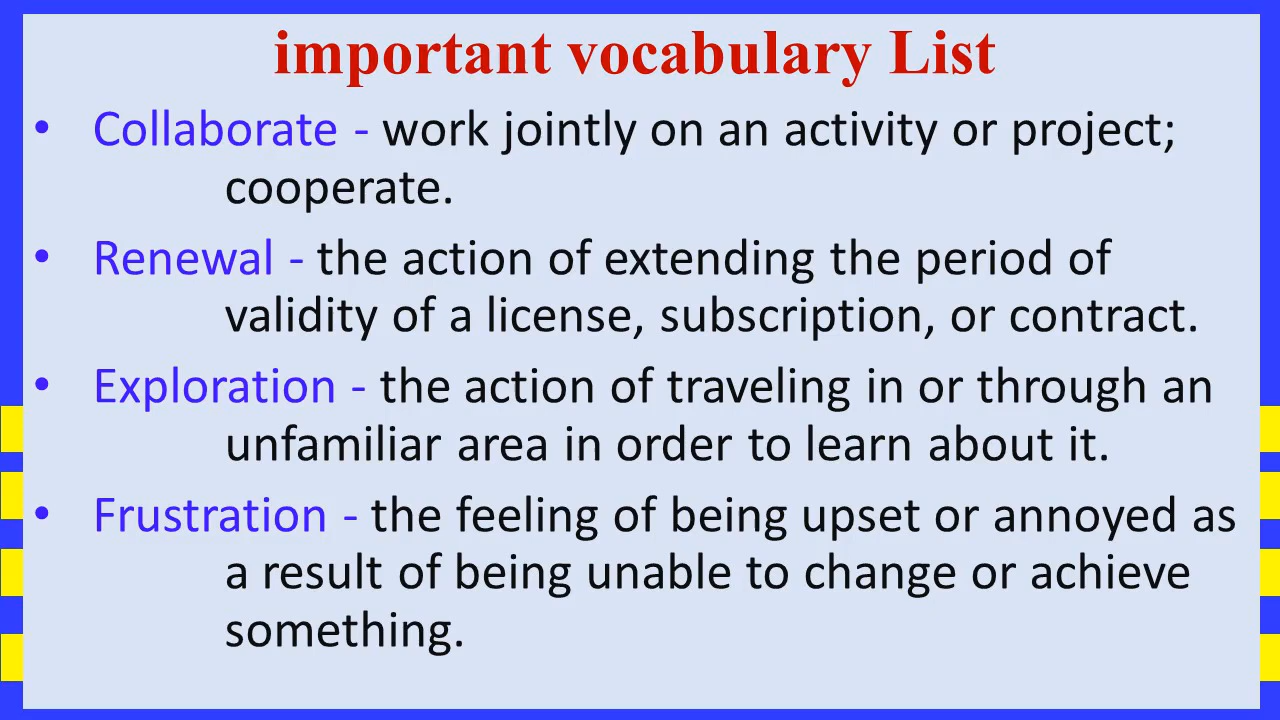 important vocabulary List
• Collaborate - work jointly on an activity or project;
cooperate.
• Renewal - the action of extending the period of
validity of a license, subscription, or contract.
• Exploration - the action of traveling in or through an
unfamiliar area in order to learn about it.
• Frustration - the feeling of being upset or annoyed as
a result of being unable to change or achieve
something.